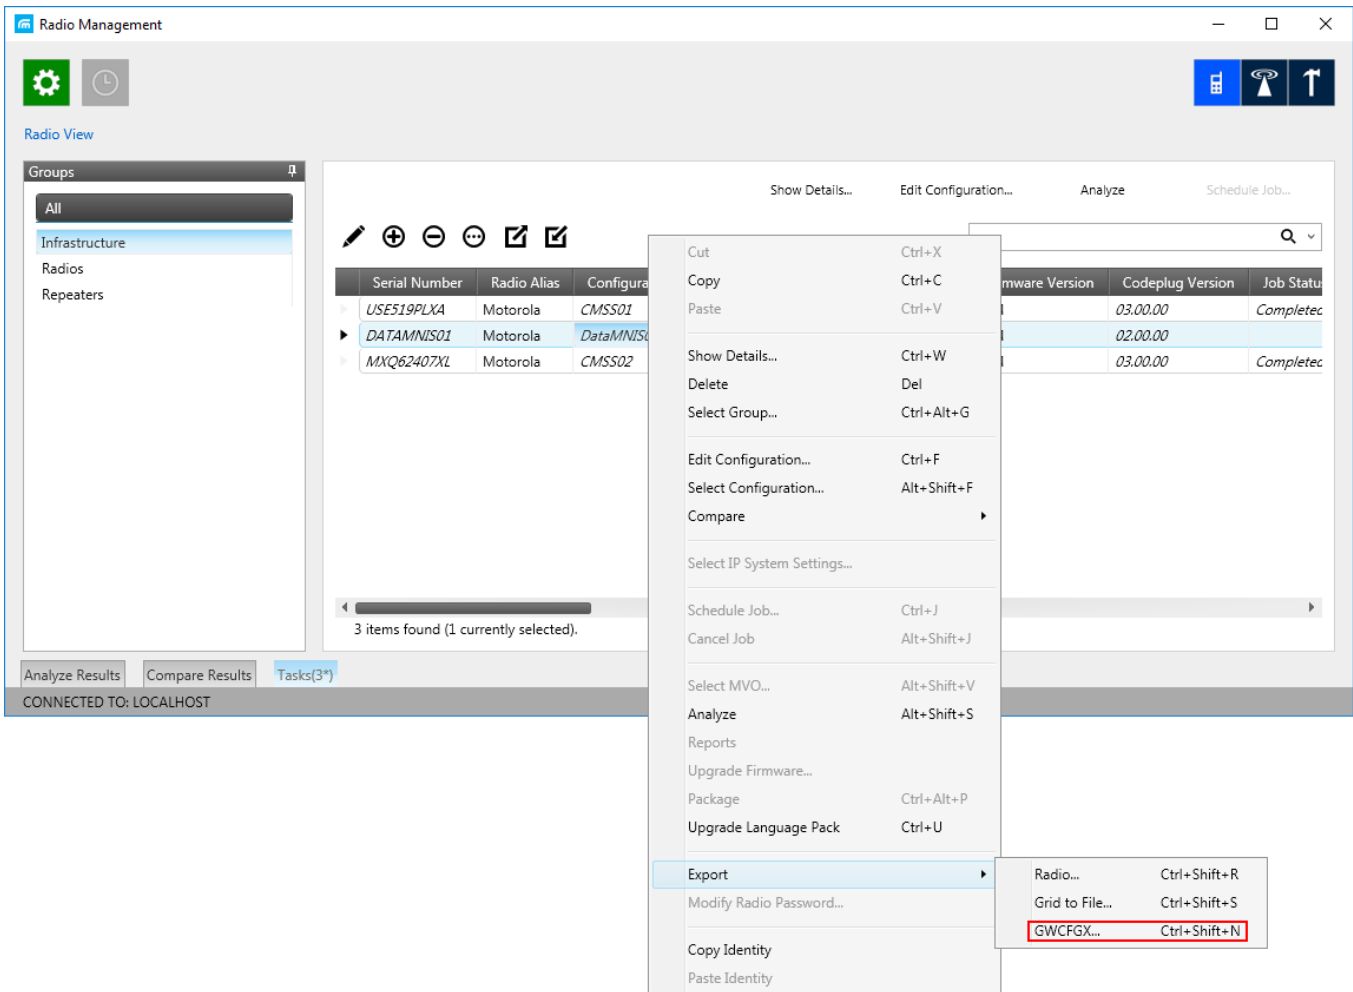 Radio Management
Radio View
Groups
All
Infrastructure
Radios
Repeaters
Show Details... Edit Configuration... Analyze Schedule Job...
Serial Number Radio Alias Configura mware Version Codeplug Version Job Statu
USE519PLXA Motorola CMSS01 03.00.00 Completed
DATAMNIS01 Motorola DataMNIS0 02.00.00
MXQ62407XL Motorola CMSS02 03.00.00 Completed
3 items found (1 currently selected).
Analyze Results Compare Results Tasks(3*)
CONNECTED TO: LOCALHOST
Cut Ctrl+X
Copy Ctrl+C
Paste Ctrl+V
Show Details... Ctrl+W
Delete Del
Select Group... Ctrl+Alt+G
Edit Configuration... Ctrl+F
Select Configuration... Alt+Shift+F
Compare
Select IP System Settings...
Schedule Job... Ctrl+J
Cancel Job Alt+Shift+J
Select MVO... Alt+Shift+V
Analyze Alt+Shift+S
Reports
Upgrade Firmware...
Package Ctrl+Alt+P
Upgrade Language Pack Ctrl+U
Export
Modify Radio Password...
Copy Identity
Paste Identity
Radio... Ctrl+Shift+R
Grid to File... Ctrl+Shift+S
GWCFGX... Ctrl+Shift+N